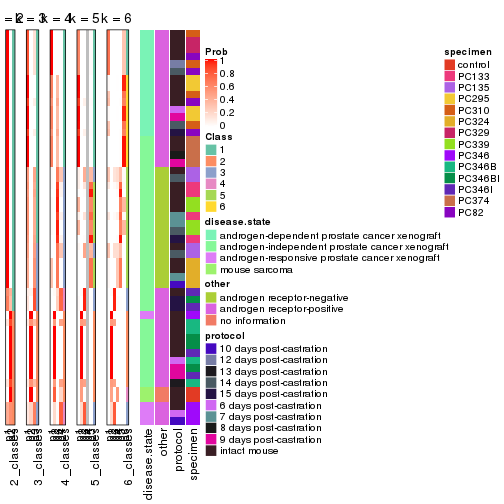 = 2
k = 3
k = 4
k = 5
k = 6
Prob
1
0.8
0.6
0.4
0.2
0
Class
1
2
3
4
5
6
disease.state
androgen-dependent prostate cancer xenograft
androgen-independent prostate cancer xenograft
androgen-responsive prostate cancer xenograft
mouse sarcoma
other
androgen receptor-negative
androgen receptor-positive
no information
protocol
10 days post-castration
12 days post-castration
13 days post-castration
14 days post-castration
15 days post-castration
6 days post-castration
7 days post-castration
8 days post-castration
9 days post-castration
intact mouse
specimen
control
PC133
PC135
PC295
PC310
PC324
PC329
PC339
PC346
PC346B
PC346BI
PC346I
PC374
PC82
2_classes
3_classes
4_classes
5_classes
6_classes
disease.state
other
protocol
specimen